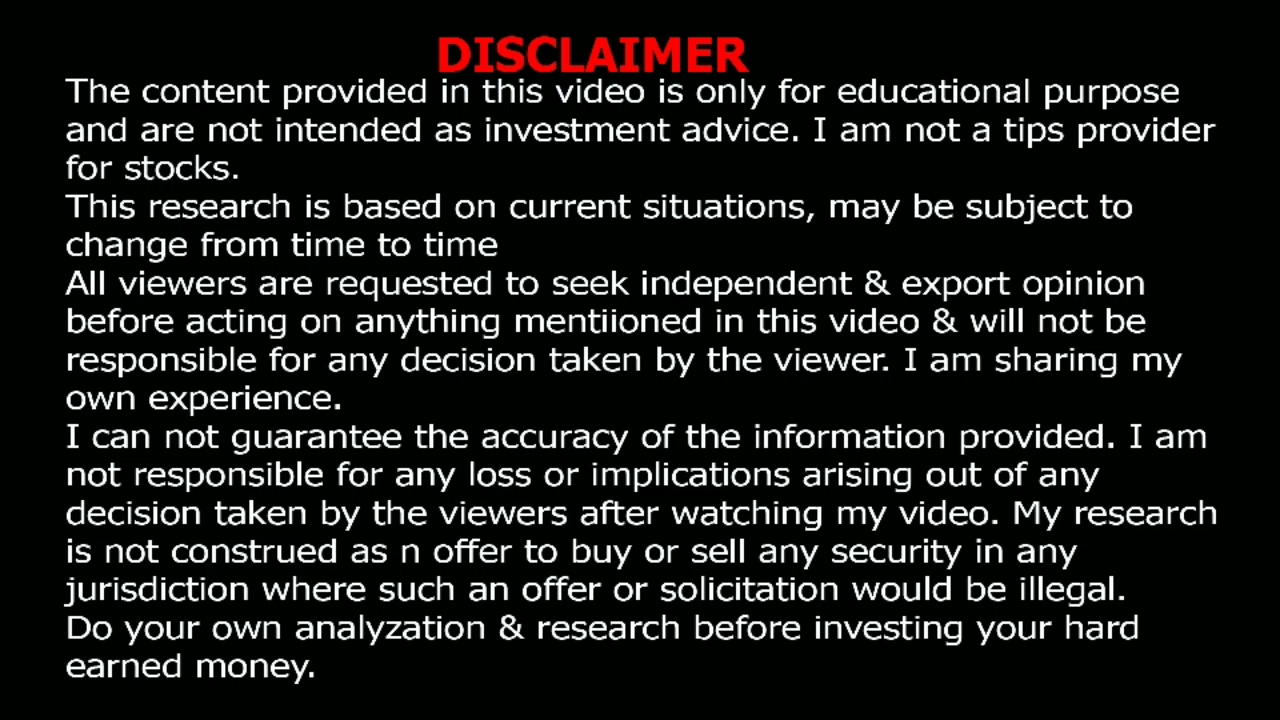 DISCLAIMER
The content provided in this video is only for educational purpose
and are not intended as investment advice. I am not a tips provider
for stocks.
This research is based on current situations, may be subject to
change from time to time
All viewers are requested to seek independent & export opinion
before acting on anything mentiioned in this video & will not be
responsible for any decision taken by the viewer. I am sharing my
own experience.
I can not guarantee the accuracy of the information provided. I am
not responsible for any loss or implications arising out of any
decision taken by the viewers after watching my video. My research
is not construed as n offer to buy or sell any security in any
jurisdiction where such an offer or solicitation would be illegal.
Do your own analyzation & research before investing your hard
earned money.